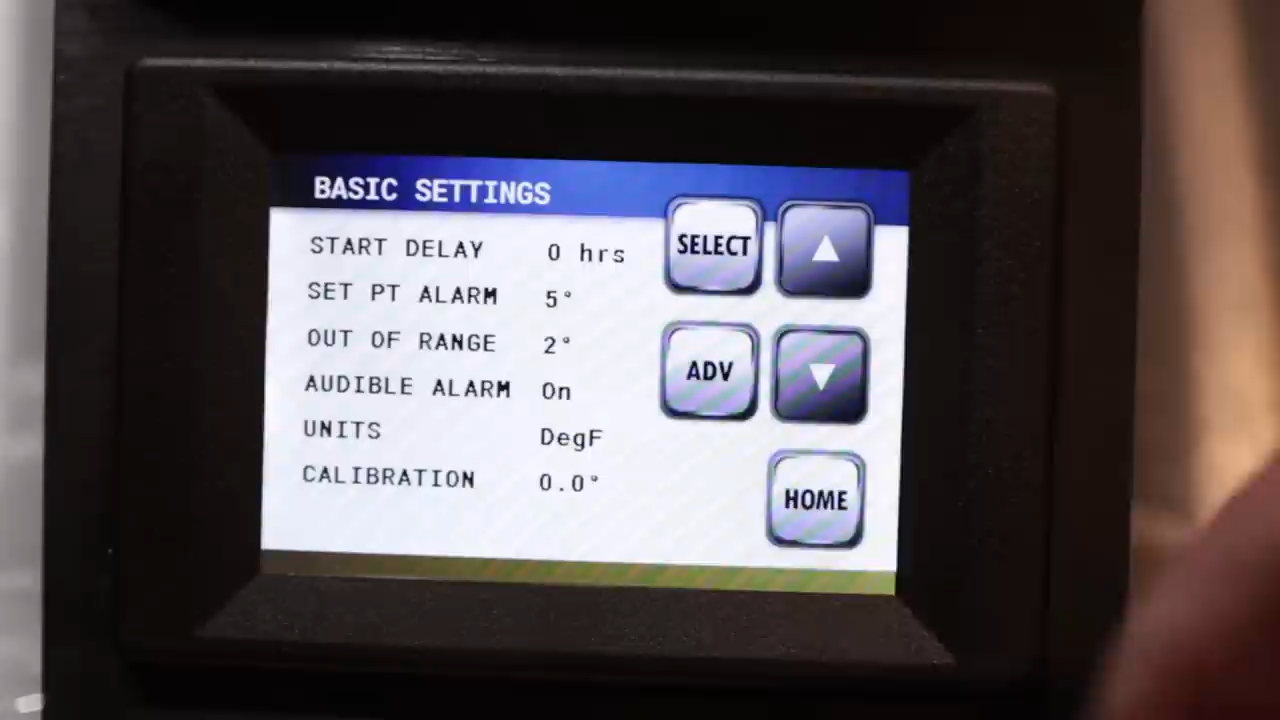 BASIC SETTINGS
START DELAY 0 hrs
SET PT ALARM 5°
OUT OF RANGE 2°
AUDIBLE ALARM On
UNITS DegF
CALIBRATION 0.0°
SELECT ▲
ADV ▼
HOME